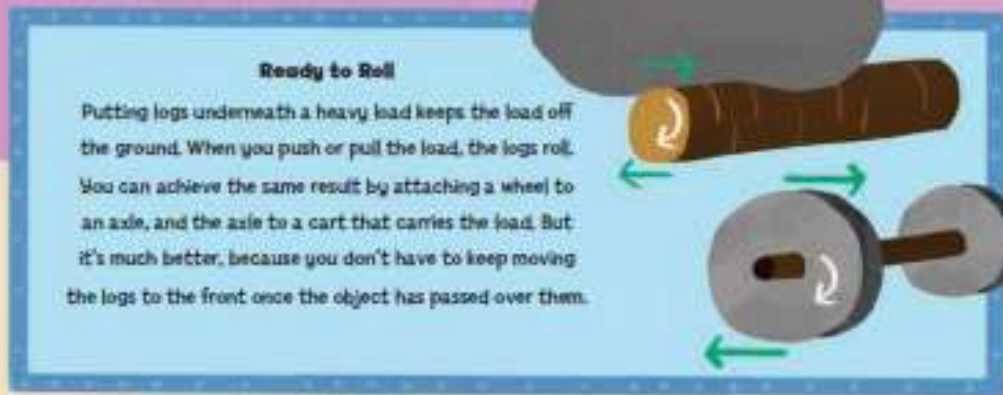 Ready to Roll
Putting logs underneath a heavy load keeps the load off
the ground. When you push or pull the load, the logs roll.
You can achieve the same result by attaching a wheel to
an axle, and the axle to a cart that carries the load. But
it's much better, because you don't have to keep moving
the logs to the front once the object has passed over them.